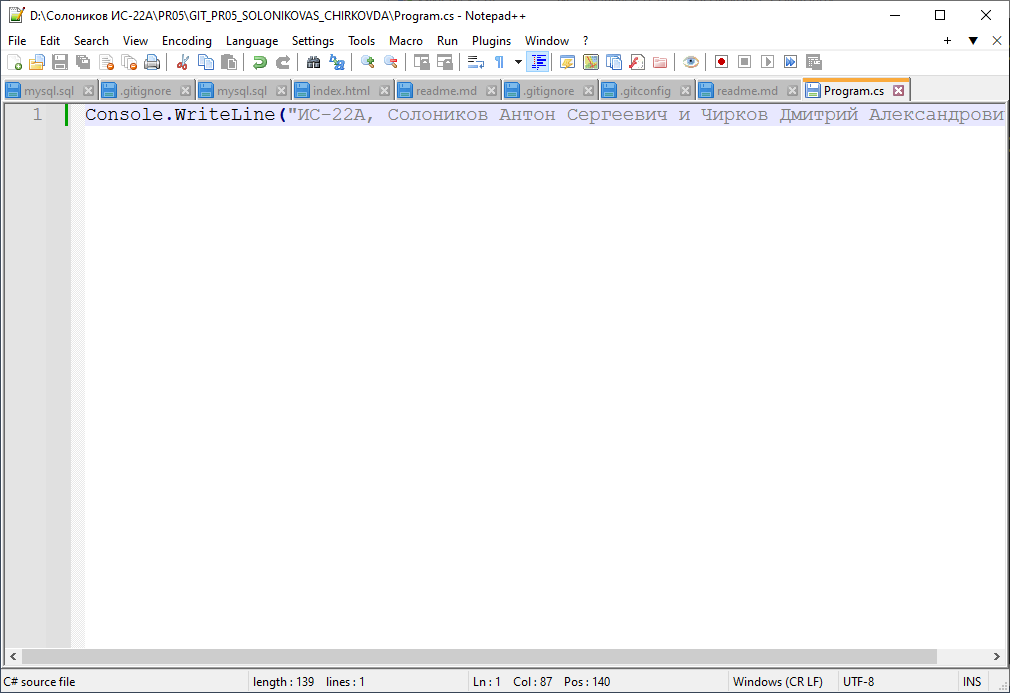 D:\Солоников ИС-22А\PR05\GIT_PR05_SOLONIKOVAS_CHIRKOVDA\Program.cs - Notepad++
File Edit Search View Encoding Language Settings Tools Macro Run Plugins Window ?
mysql.sql .gitignore mysql.sql index.html readme.md .gitignore .gitconfig readme.md Program.cs
1 Console.WriteLine("ИС-22А, Солоников Антон Сергеевич и Чирков Дмитрий Александрови
C# source file length : 139 lines : 1 Ln : 1 Col : 87 Pos : 140 Windows (CR LF) UTF-8 INS